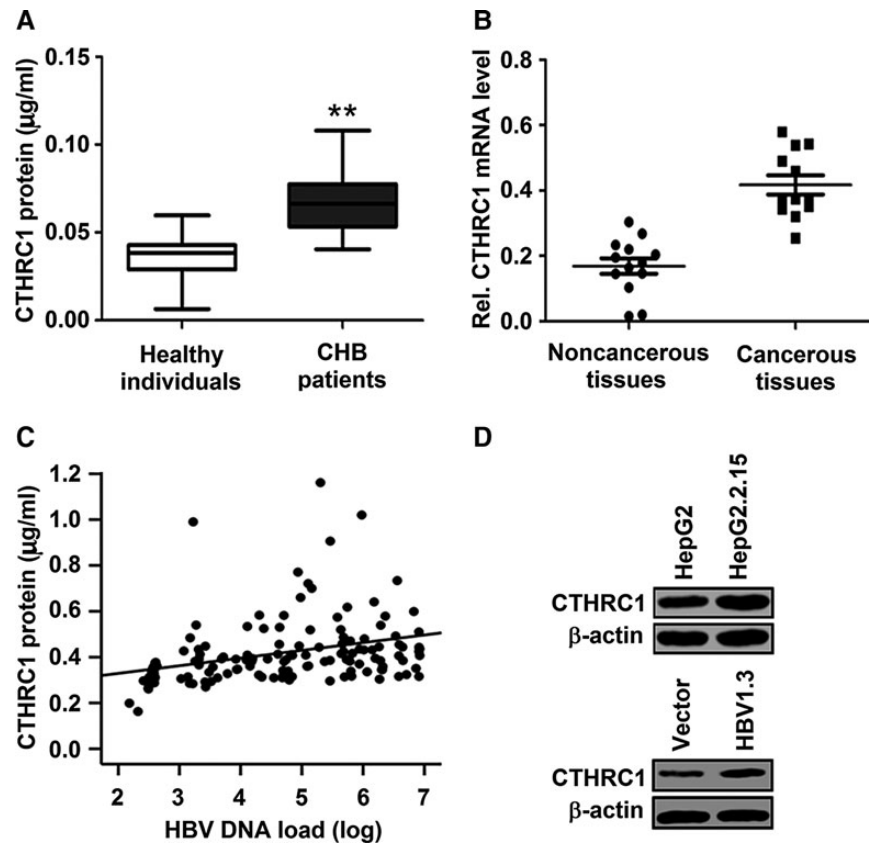 A
CTHRC1 protein (μg/ml)
0.15
0.10
0.05
0.00
**
Healthy
individuals
CHB
patients
B
Rel. CTHRC1 mRNA level
0.8
0.6
0.4
0.2
0.0
Noncancerous
tissues
Cancerous
tissues
C
CTHRC1 protein (μg/ml)
1.2
1.0
0.8
0.6
0.4
0.2
0.0
2 3 4 5 6 7
HBV DNA load (log)
D
HepG2
HepG2.2.15
CTHRC1
β-actin
Vector
HBV1.3
CTHRC1
β-actin